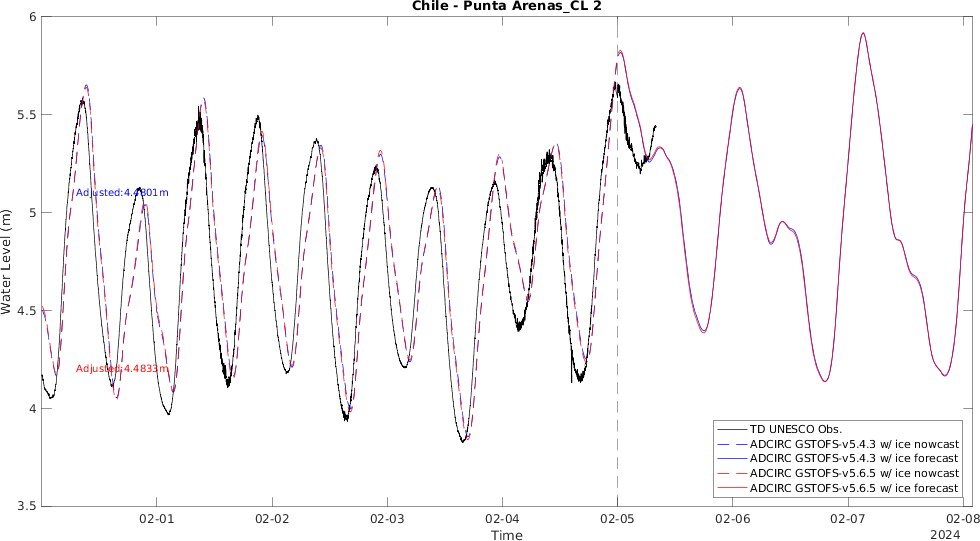 Chile - Punta Arenas_CL 2
Water Level (m)
6
5.5
5
4.5
4
3.5
Adjusted:4.4801m
Adjusted:4.4833m
TD UNESCO Obs.
ADCIRC GSTOFS-v5.4.3 w/ ice nowcast
ADCIRC GSTOFS-v5.4.3 w/ ice forecast
ADCIRC GSTOFS-v5.6.5 w/ ice nowcast
ADCIRC GSTOFS-v5.6.5 w/ ice forecast
02-01 02-02 02-03 02-04 02-05 02-06 02-07 02-08
Time
2024